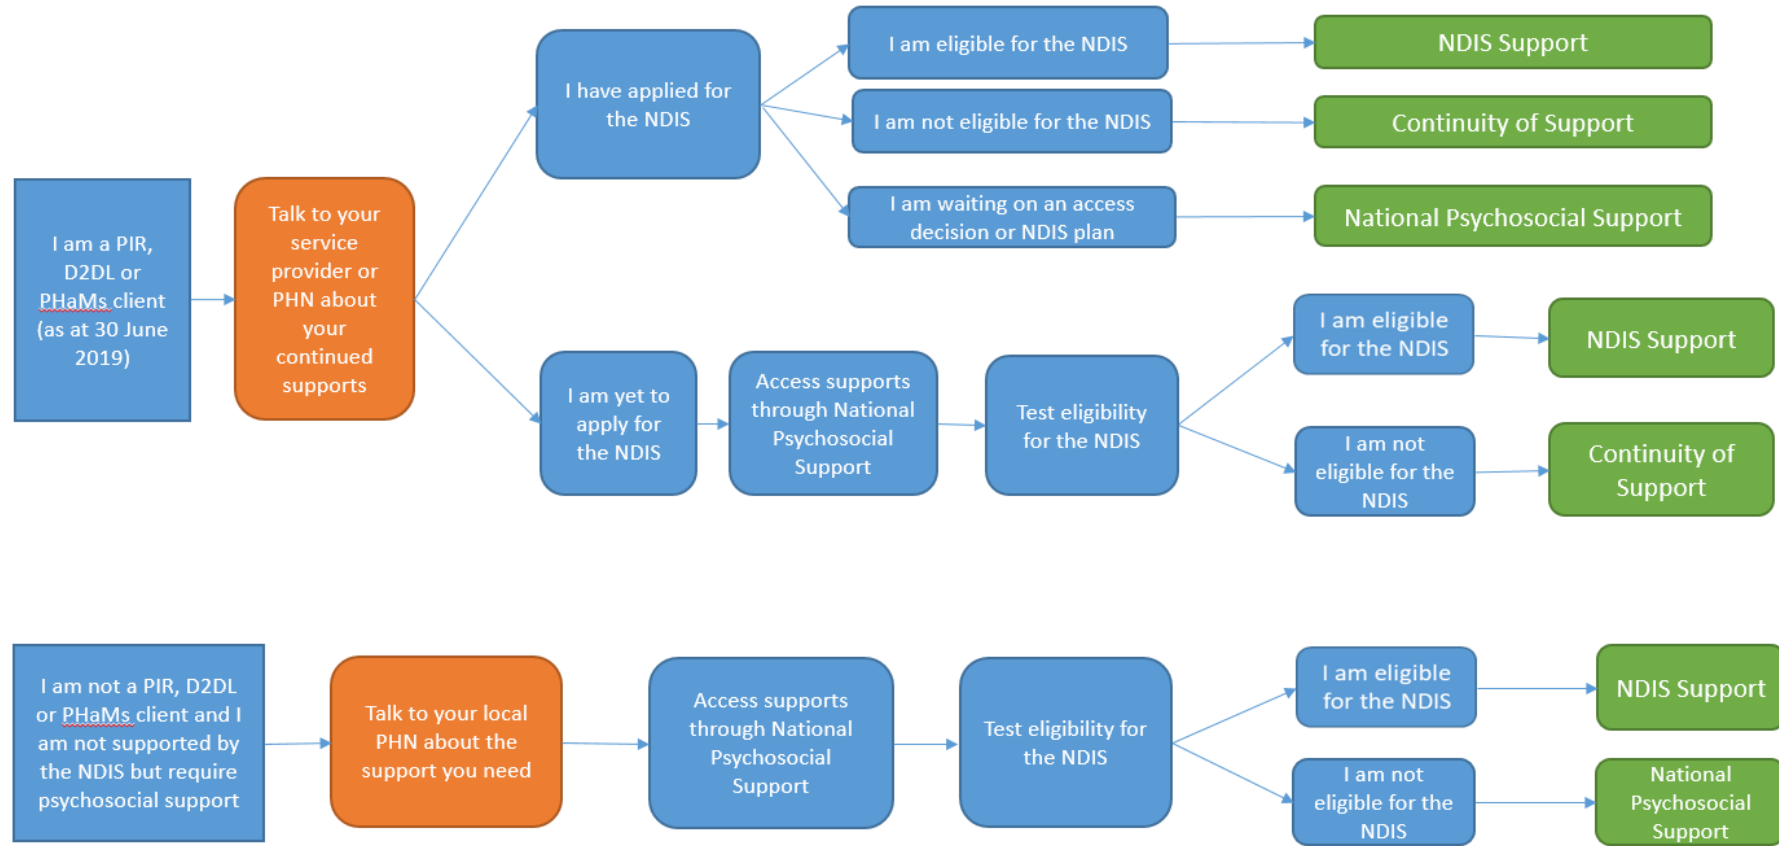 I am a PIR,
D2DL or
PHaMs client
(as at 30 June
2019)
Talk to your
service
provider or
PHN about
your
continued
supports
I have applied for
the NDIS
I am eligible for the NDIS
NDIS Support
I am not eligible for the NDIS
Continuity of Support
I am waiting on an access
decision or NDIS plan
National Psychosocial Support
I am yet to
apply for
the NDIS
Access supports
through National
Psychosocial
Support
Test eligibility
for the NDIS
I am eligible
for the NDIS
NDIS Support
I am not
eligible for the
NDIS
Continuity of
Support
I am not a PIR, D2DL
or PHaMs client and I
am not supported by
the NDIS but require
psychosocial support
Talk to your local
PHN about the
support you need
Access supports
through National
Psychosocial
Support
Test eligibility for
the NDIS
I am eligible
for the NDIS
NDIS Support
I am not
eligible for the
NDIS
National
Psychosocial
Support